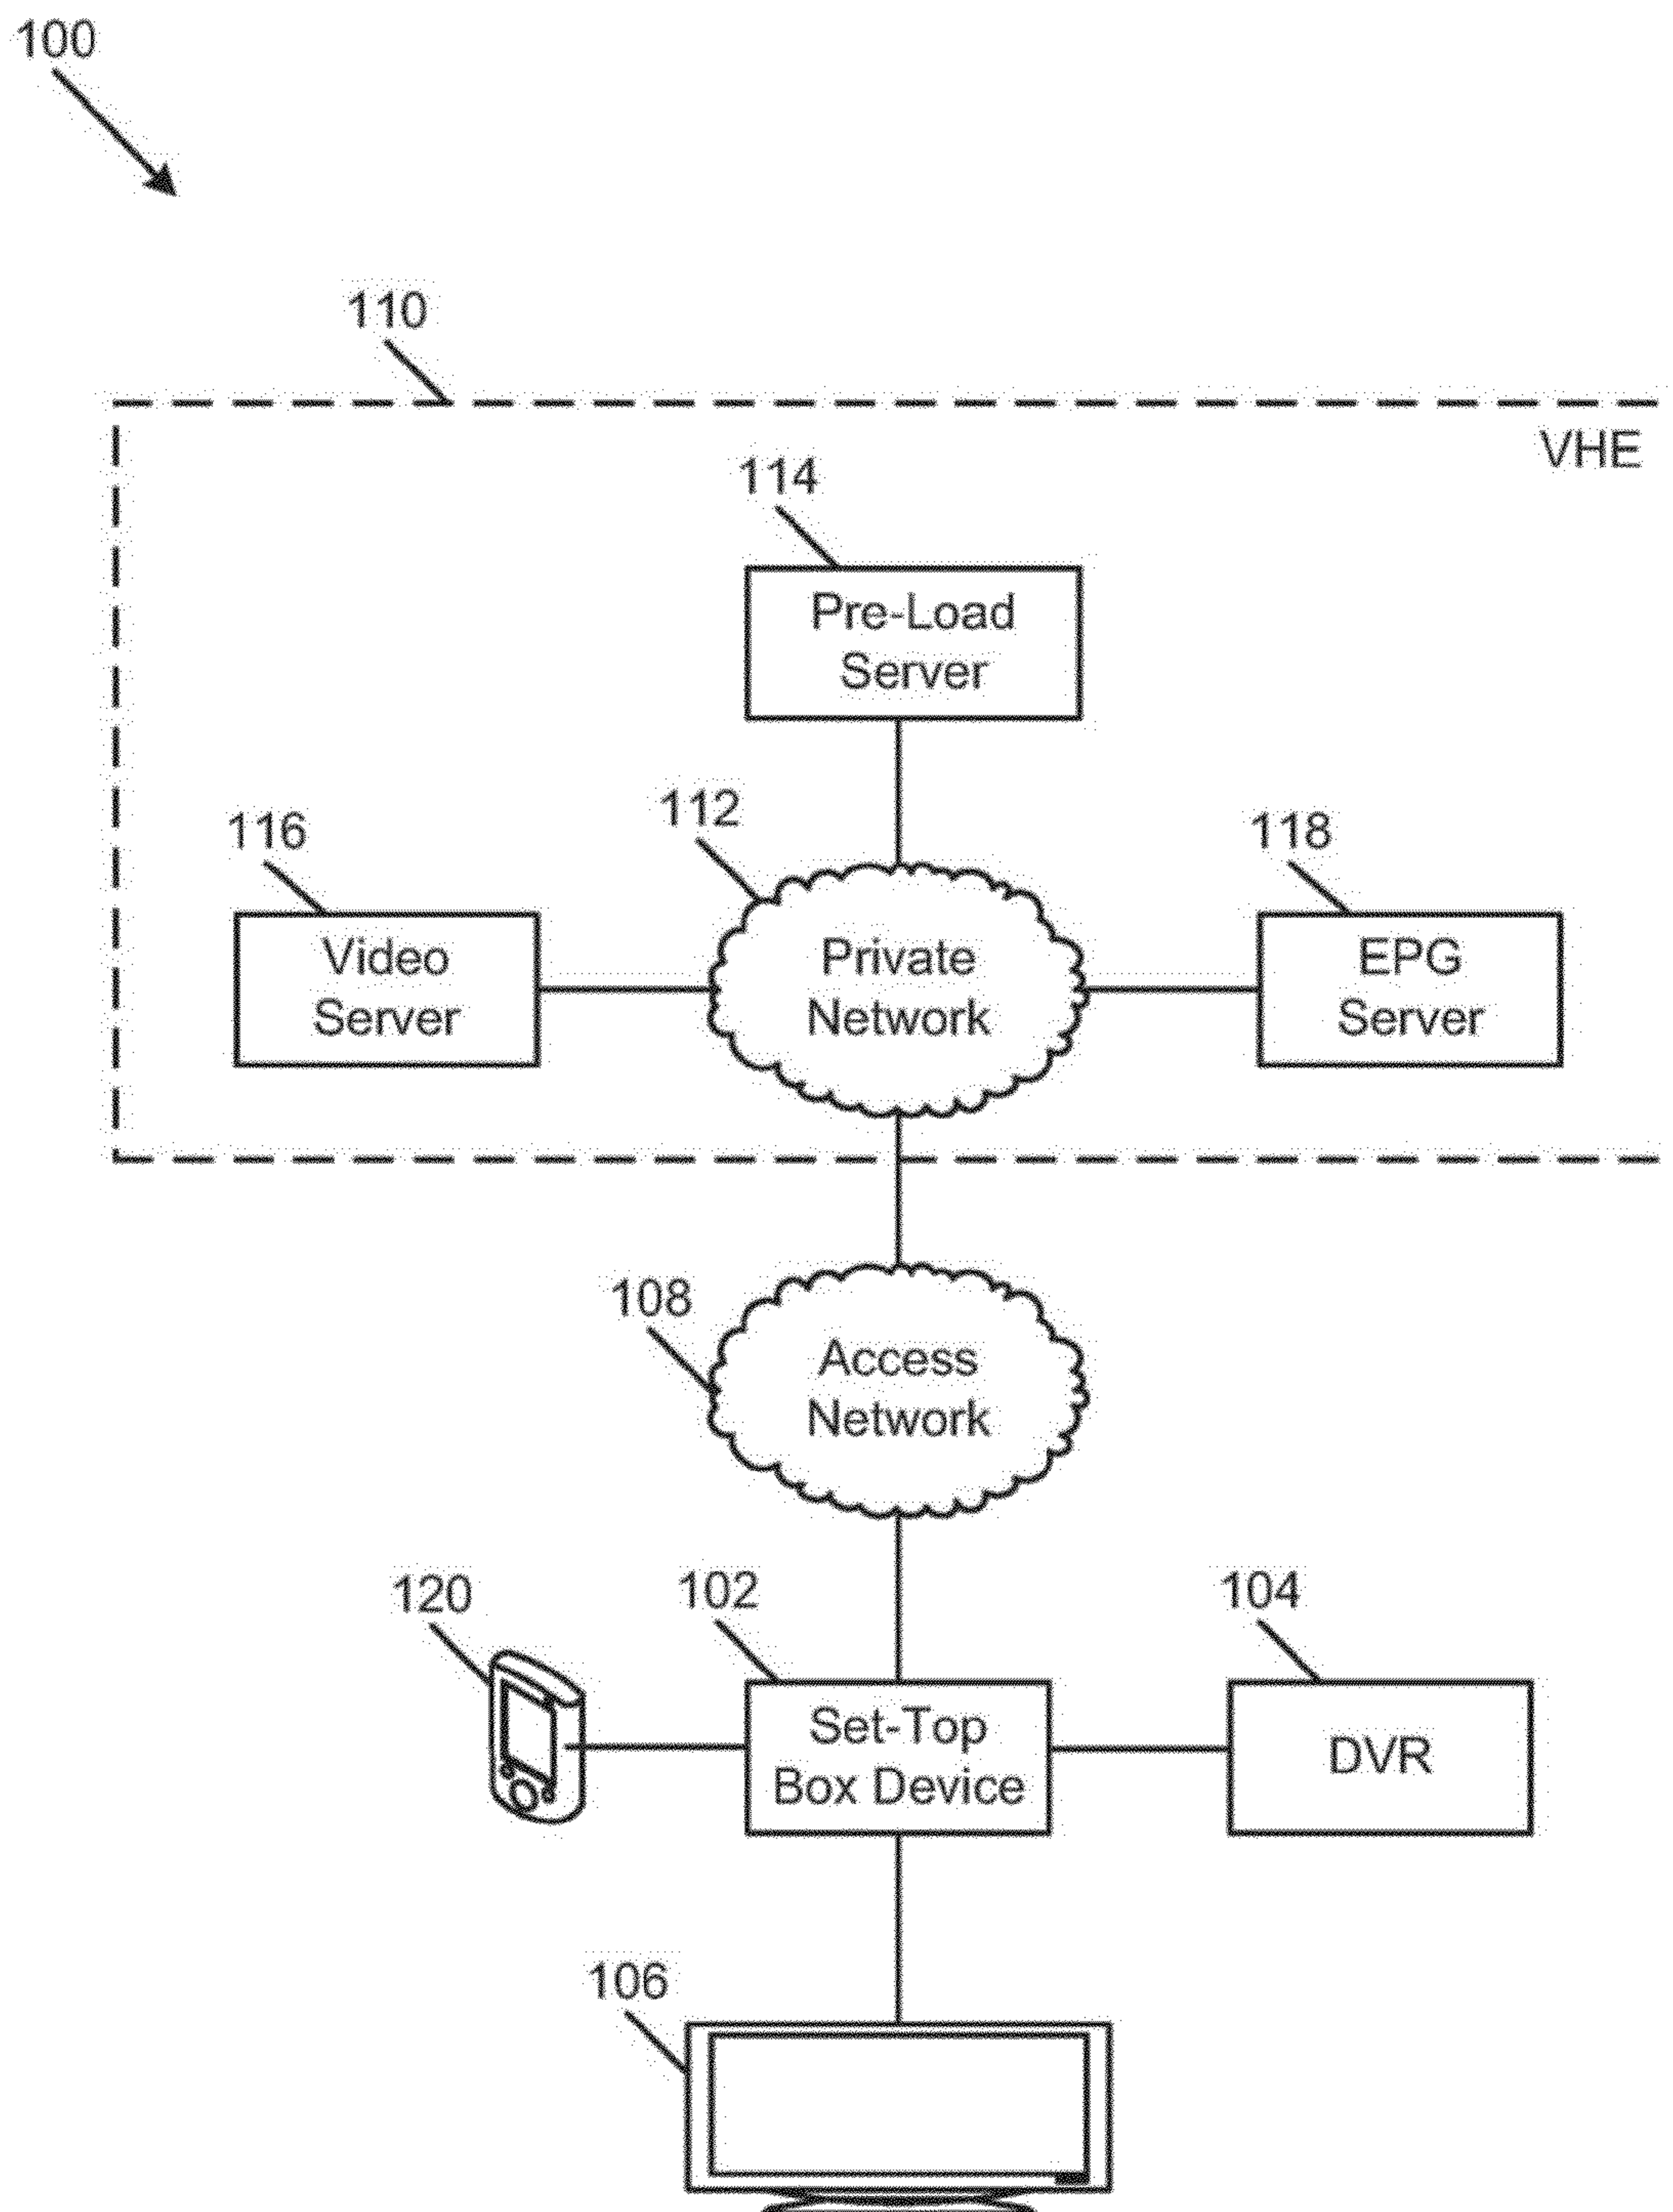 100
110
VHE
114
Pre-Load
Server
112
116
118
Video
Server
Private
Network
EPG
Server
108
Access
Network
120
102
104
Set-Top
Box Device
DVR
106